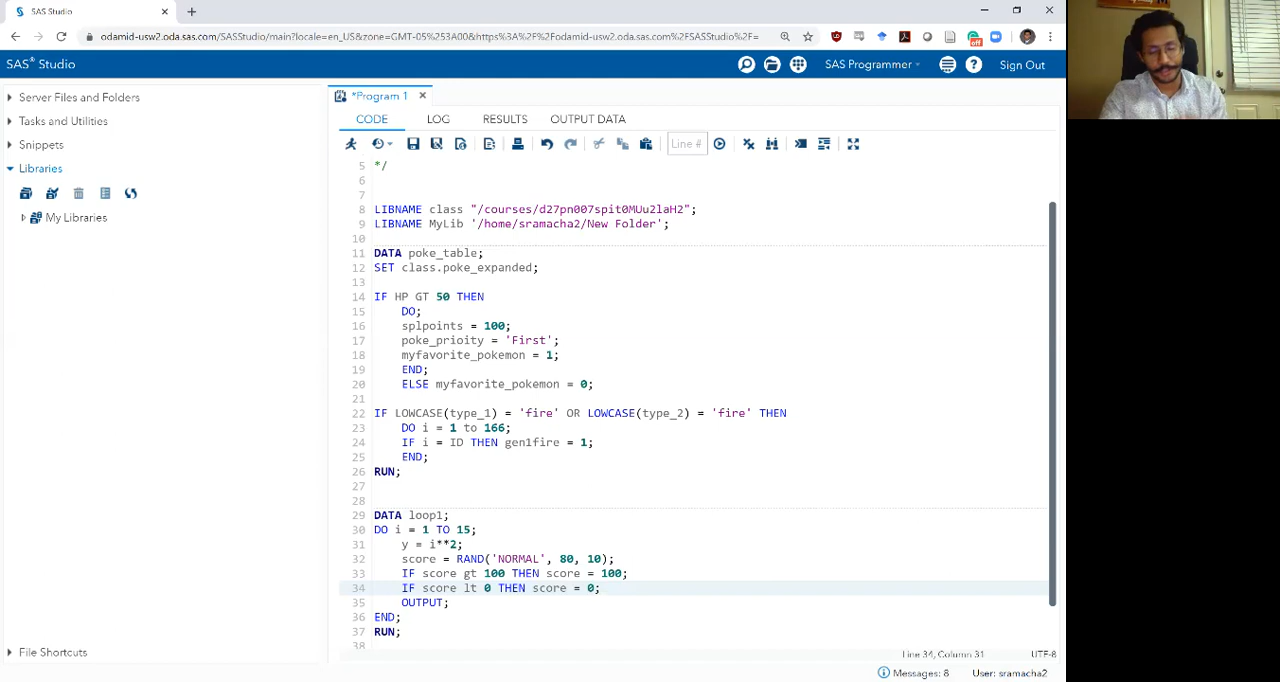 SAS Studio
odamid-usw2.oda.sas.com/SASStudio/main?locale=en_US&zone=GMT-05%253A00&https%3A%2F%2Fodamid-usw2.oda.sas.com%2FSASStudio%2F=
SAS® Studio
SAS Programmer
Sign Out
Server Files and Folders
Tasks and Utilities
Snippets
Libraries
My Libraries
File Shortcuts
*Program 1
CODE LOG RESULTS OUTPUT DATA
Line #
5 */
6
7
8 LIBNAME class "/courses/d27pn007spit0MUu2laH2";
9 LIBNAME MyLib '/home/sramacha2/New Folder';
10
11 DATA poke_table;
12 SET class.poke_expanded;
13
14 IF HP GT 50 THEN
15 DO;
16 splpoints = 100;
17 poke_prioity = 'First';
18 myfavorite_pokemon = 1;
19 END;
20 ELSE myfavorite_pokemon = 0;
21
22 IF LOWCASE(type_1) = 'fire' OR LOWCASE(type_2) = 'fire' THEN
23 DO i = 1 to 166;
24 IF i = ID THEN gen1fire = 1;
25 END;
26 RUN;
27
28
29 DATA loop1;
30 DO i = 1 TO 15;
31 y = i**2;
32 score = RAND('NORMAL', 80, 10);
33 IF score gt 100 THEN score = 100;
34 IF score lt 0 THEN score = 0;
35 OUTPUT;
36 END;
37 RUN;
38
Line 34, Column 31
UTF-8
Messages: 8
User: sramacha2